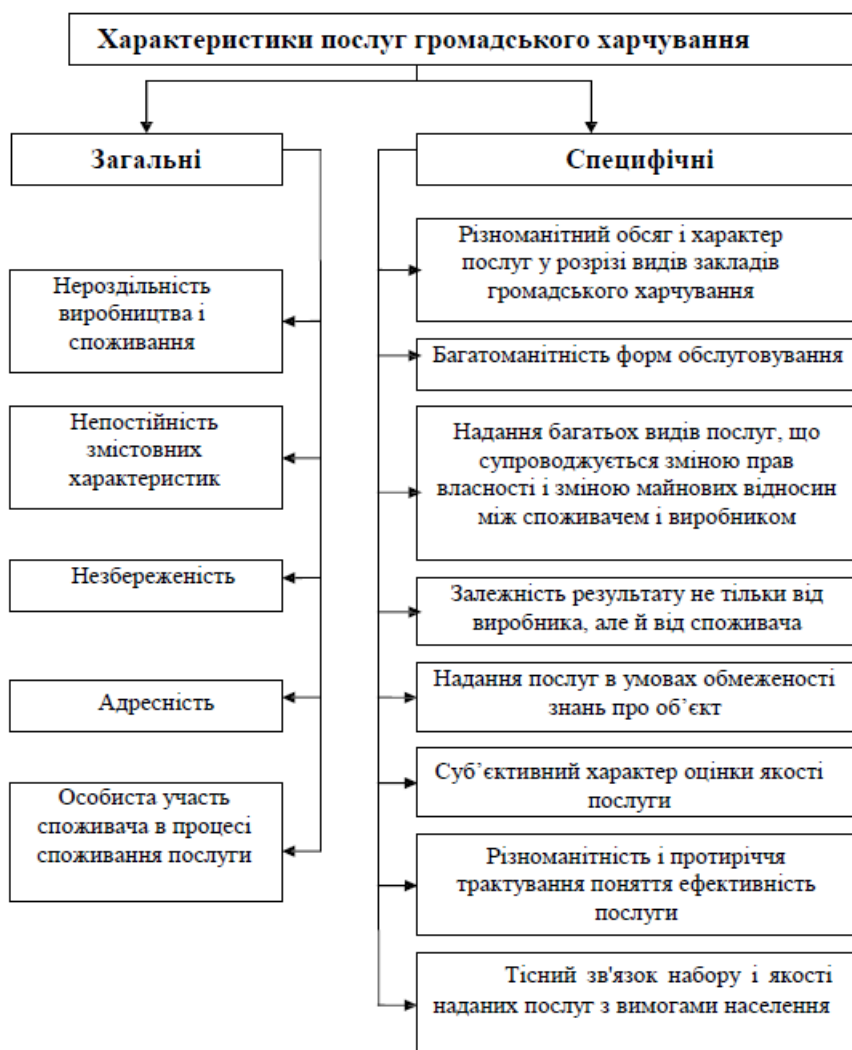 Характеристики послуг громадського харчування
Загальні
Нероздільність
виробництва і
споживання
Непостійність
змістовних
характеристик
Незбереженість
Адресність
Особиста участь
споживача в процесі
споживання послуги
Специфічні
Різноманітний обсяг і характер
послуг у розрізі видів закладів
громадського харчування
Багатоманітність форм обслуговування
Надання багатьох видів послуг, що
супроводжується зміною прав
власності і зміною майнових відносин
між споживачем і виробником
Залежність результату не тільки від
виробника, але й від споживача
Надання послуг в умовах обмеженості
знань про об’єкт
Суб’єктивний характер оцінки якості
послуги
Різноманітність і протиріччя
трактування поняття ефективність
послуги
Тісний зв'язок набору і якості
наданих послуг з вимогами населення